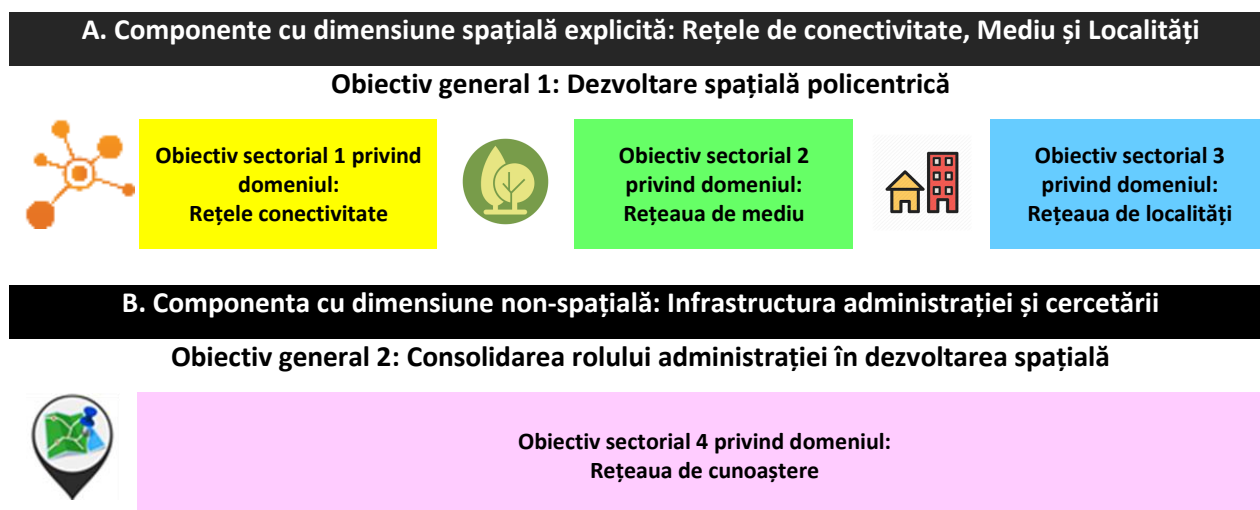 A. Componente cu dimensiune spațială explicită: Rețele de conectivitate, Mediu și Localități
Obiectiv general 1: Dezvoltare spațială policentrică
Obiectiv sectorial 1 privind
domeniul:
Rețele conectivitate
Obiectiv sectorial 2
privind domeniul:
Rețeaua de mediu
Obiectiv sectorial 3
privind domeniul:
Rețeaua de localități
B. Componenta cu dimensiune non-spațială: Infrastructura administrației și cercetării
Obiectiv general 2: Consolidarea rolului administrației în dezvoltarea spațială
Obiectiv sectorial 4 privind domeniul:
Rețeaua de cunoaștere